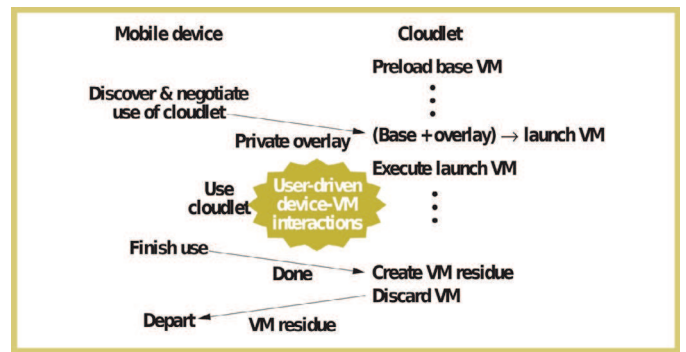 Mobile device
Cloudlet
Preload base VM
Discover & negotiate
use of cloudlet
Private overlay
(Base + overlay) → launch VM
Execute launch VM
Use
cloudlet
User-driven
device-VM
interactions
Finish use
Done
Create VM residue
Discard VM
Depart
VM residue